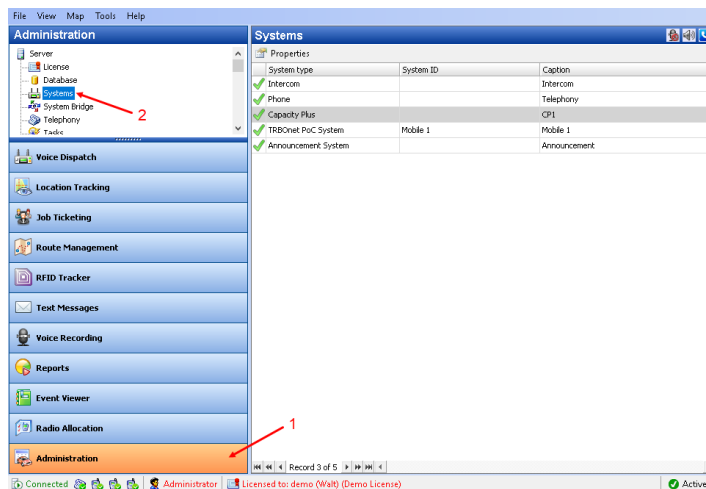 File View Map Tools Help
Administration
Systems
Server
License
Database
Systems
System Bridge
Telephony
Tasks
2
Properties
System type System ID Caption
Intercom Intercom
Phone Telephony
Capacity Plus CP1
TRBOnet PoC System Mobile 1 Mobile 1
Announcement System Announcement
Voice Dispatch
Location Tracking
Job Ticketing
Route Management
RFID Tracker
Text Messages
Voice Recording
Reports
Event Viewer
Radio Allocation
1
Administration
Record 3 of 5
Connected Administrator Licensed to: demo (Walt) (Demo License) Active